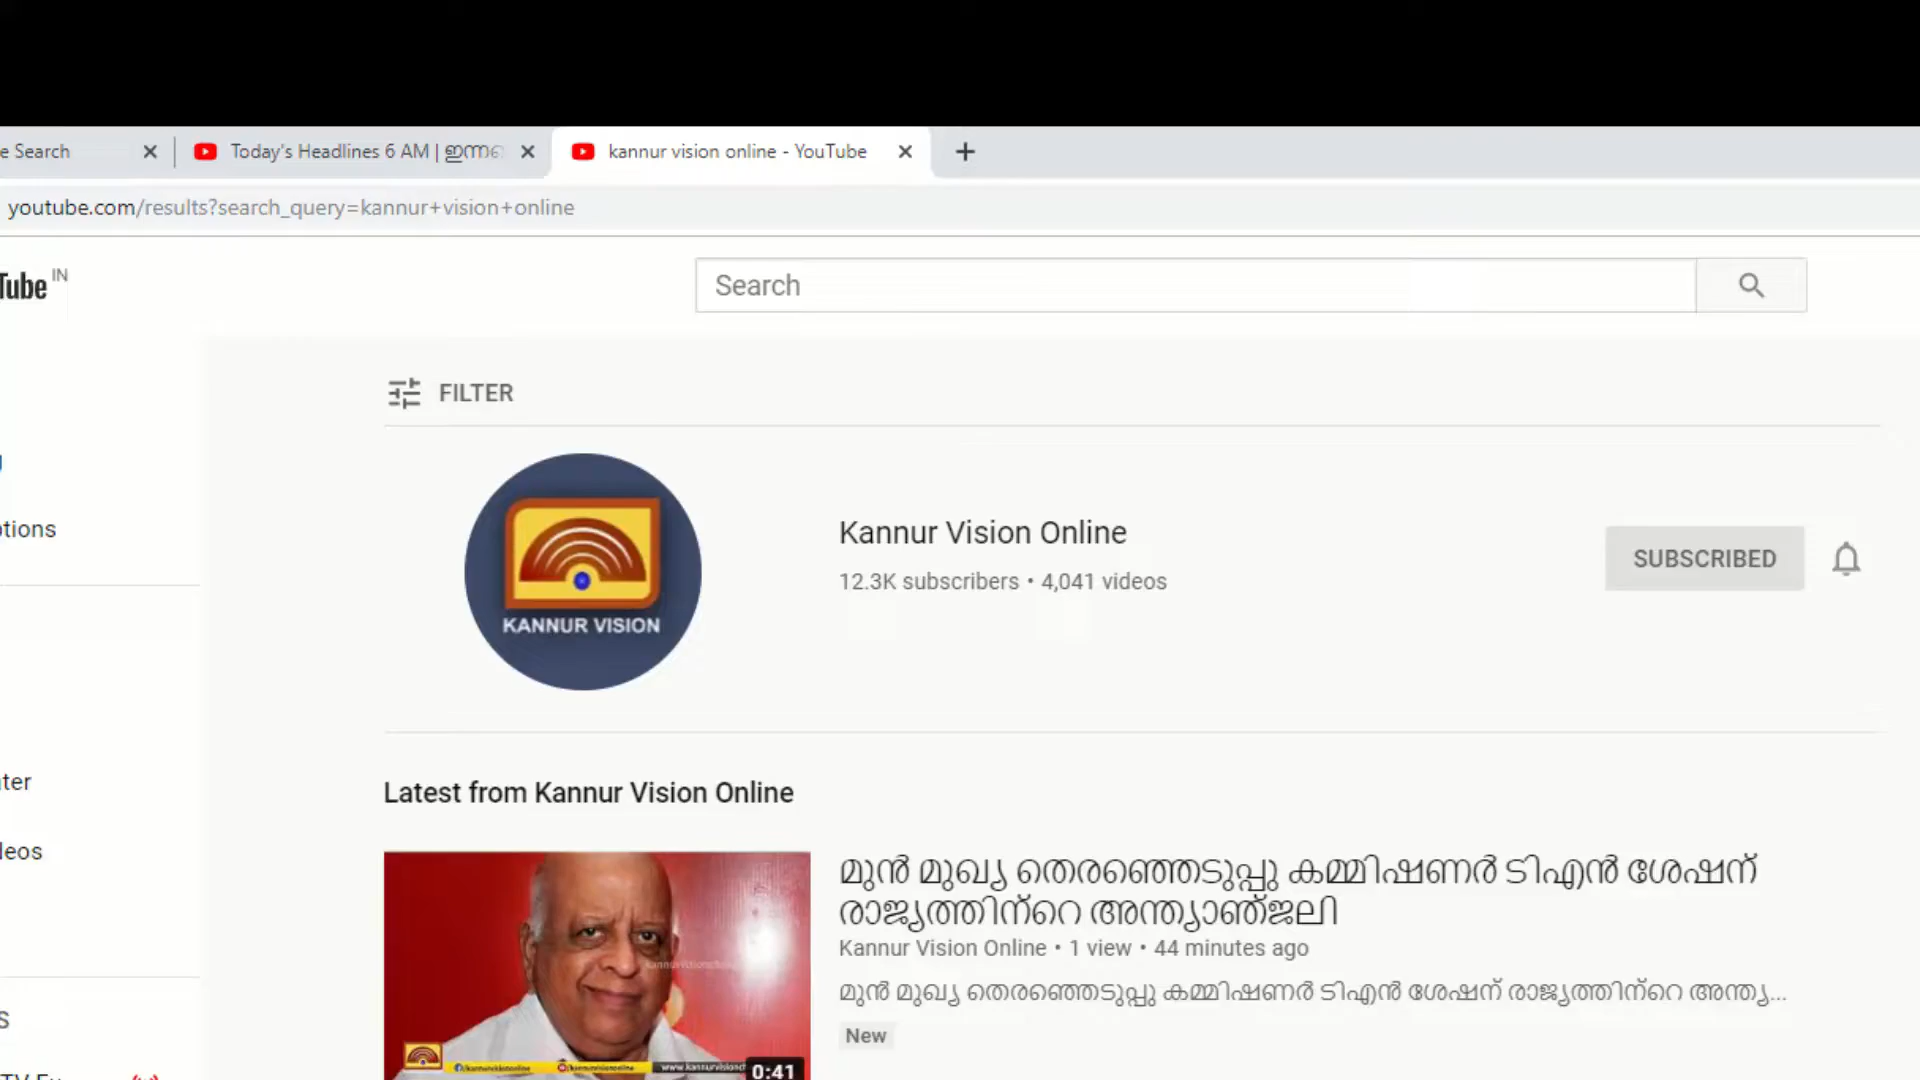 e Search
Today's Headlines 6 AM | ഇന്നത
kannur vision online - YouTube
youtube.com/results?search_query=kannur+vision+online
Tube IN
Search
FILTER
otions
KANNUR VISION
Kannur Vision Online
12.3K subscribers • 4,041 videos
SUBSCRIBED
ter
Latest from Kannur Vision Online
leos
മുൻ മുഖ്യ തെരഞ്ഞെടുപ്പു കമ്മിഷണർ ടിഎൻ ശേഷന്
രാജ്യത്തിന്റെ അന്ത്യാഞ്ജലി
Kannur Vision Online • 1 view • 44 minutes ago
മുൻ മുഖ്യ തെരഞ്ഞെടുപ്പു കമ്മിഷണർ ടിഎൻ ശേഷന് രാജ്യത്തിന്റെ അന്ത്യ...
S
New
0:41